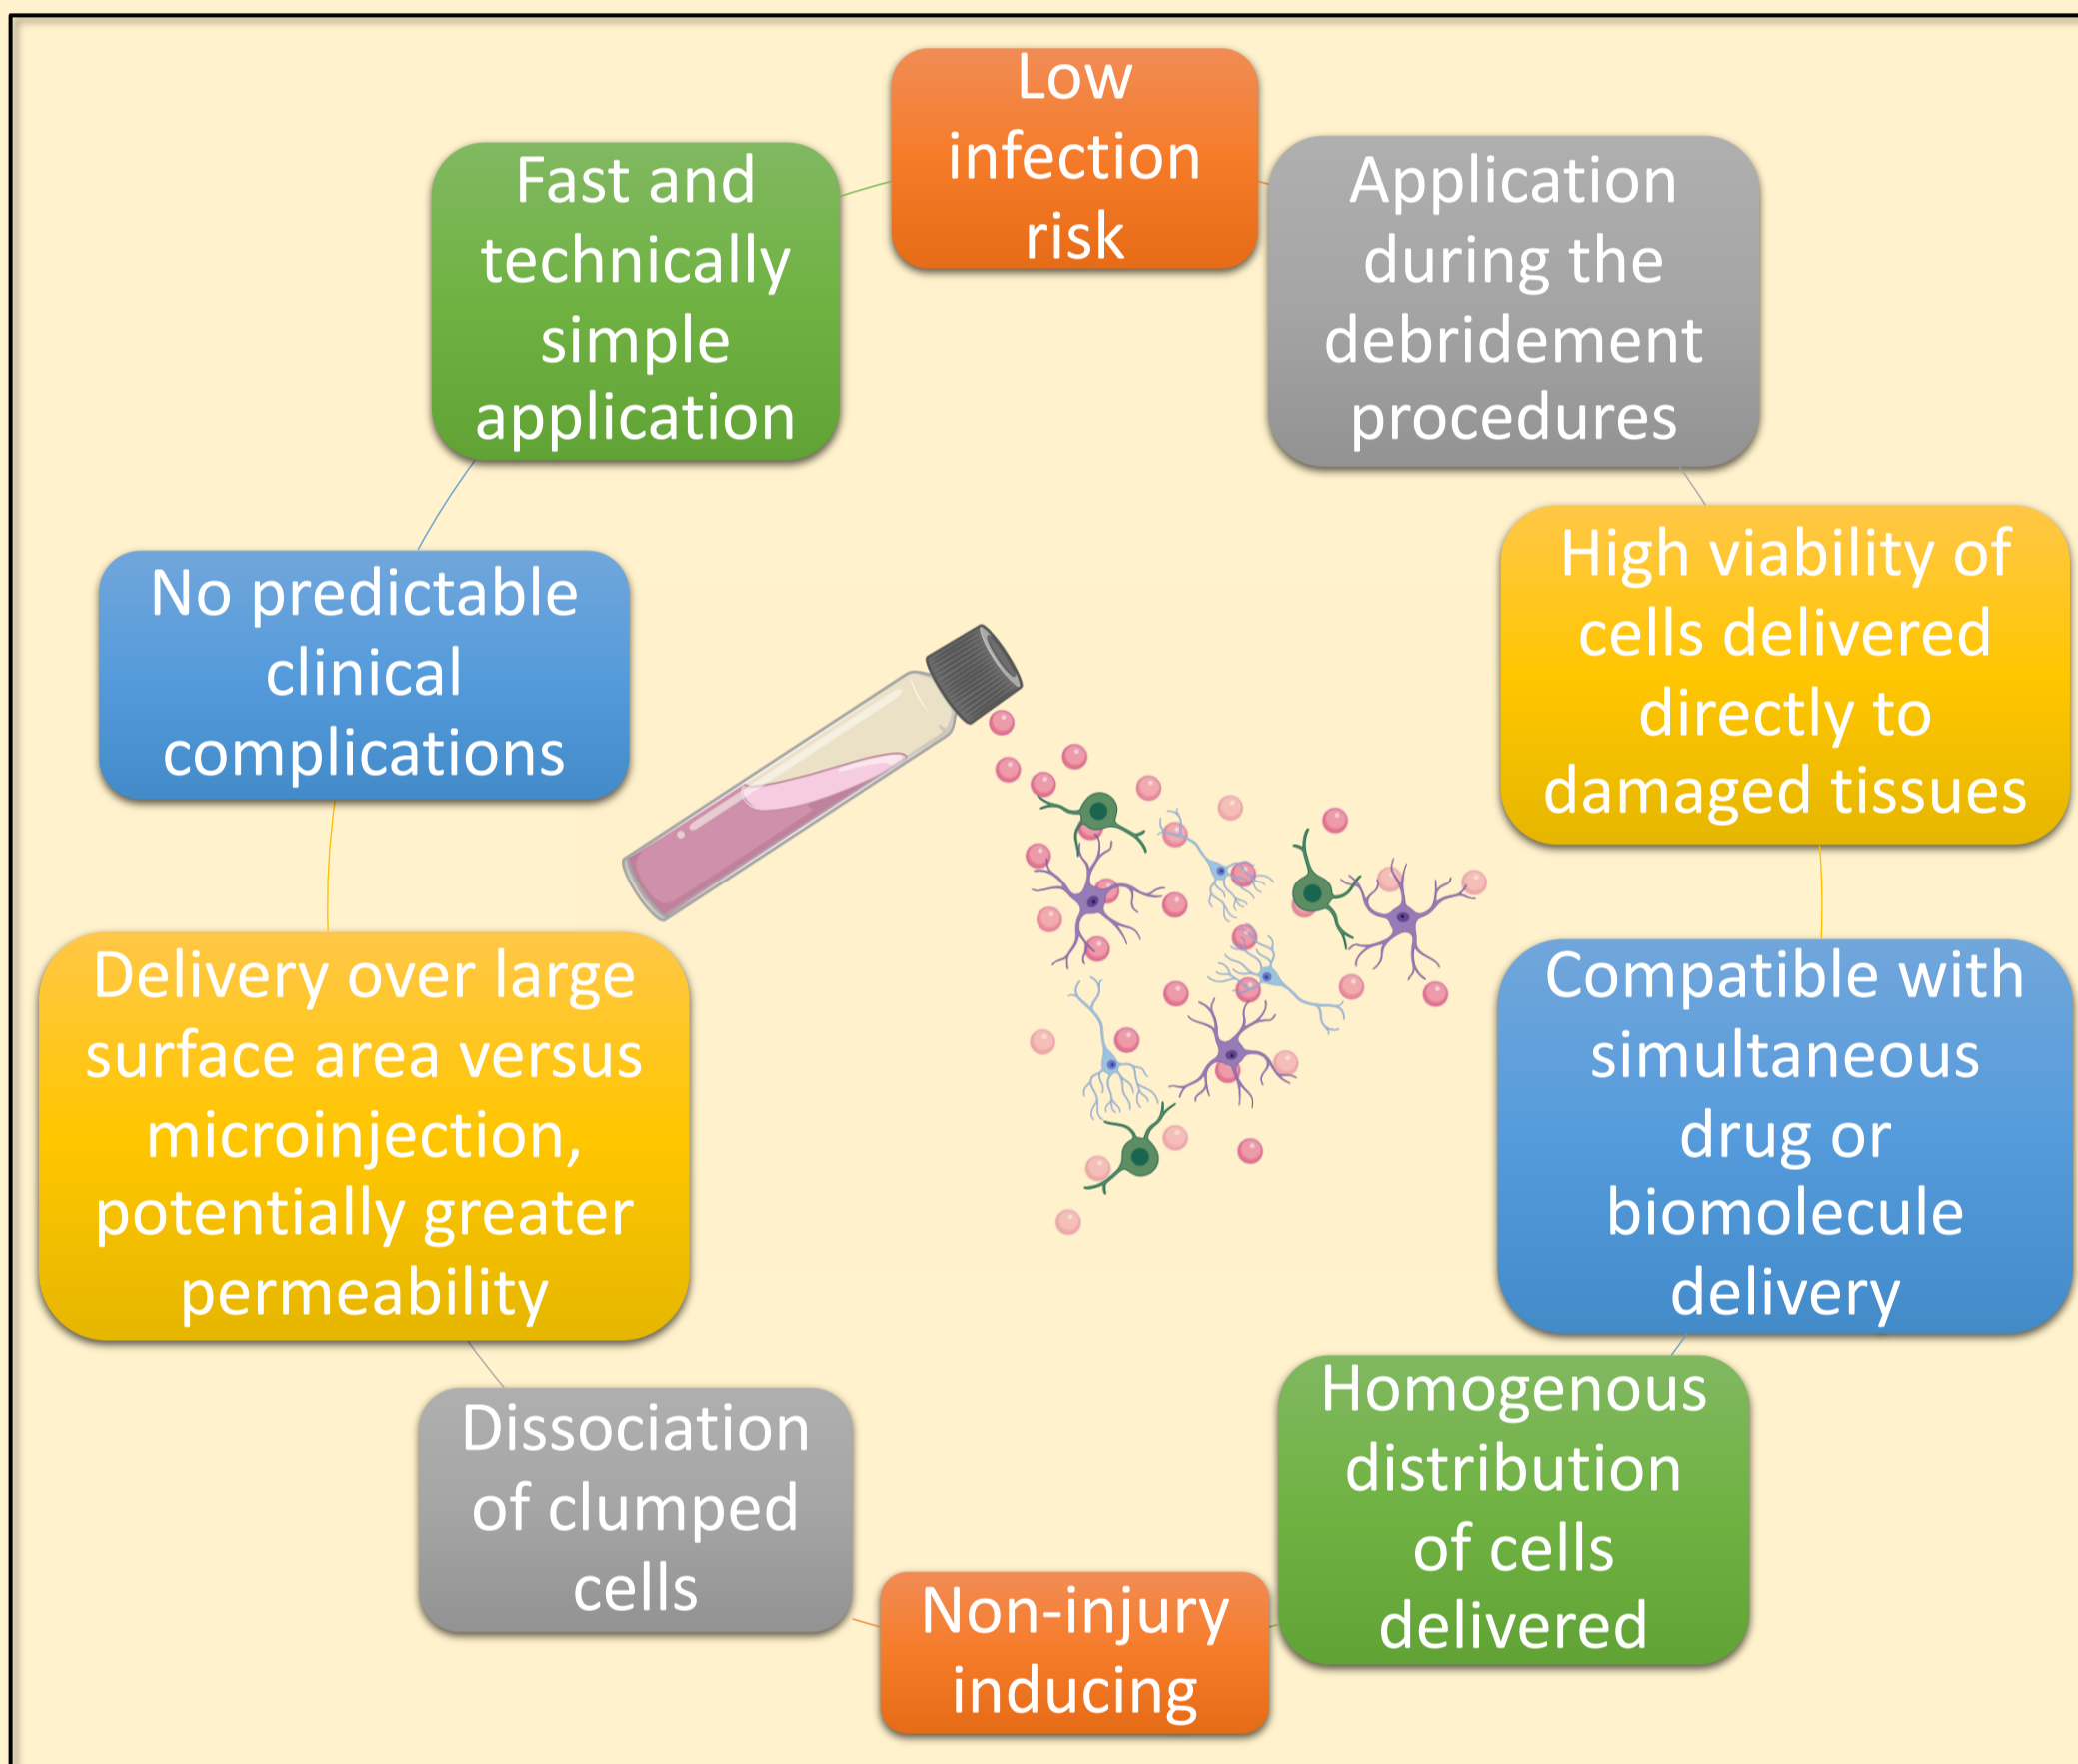 Low
infection
risk
Application
during the
debridement
procedures
High viability of
cells delivered
directly to
damaged tissues
Compatible with
simultaneous
drug or
biomolecule
delivery
Homogenous
distribution
of cells
delivered
Non-injury
inducing
Dissociation
of clumped
cells
Delivery over large
surface area versus
microinjection,
potentially greater
permeability
No predictable
clinical
complications
Fast and
technically
simple
application